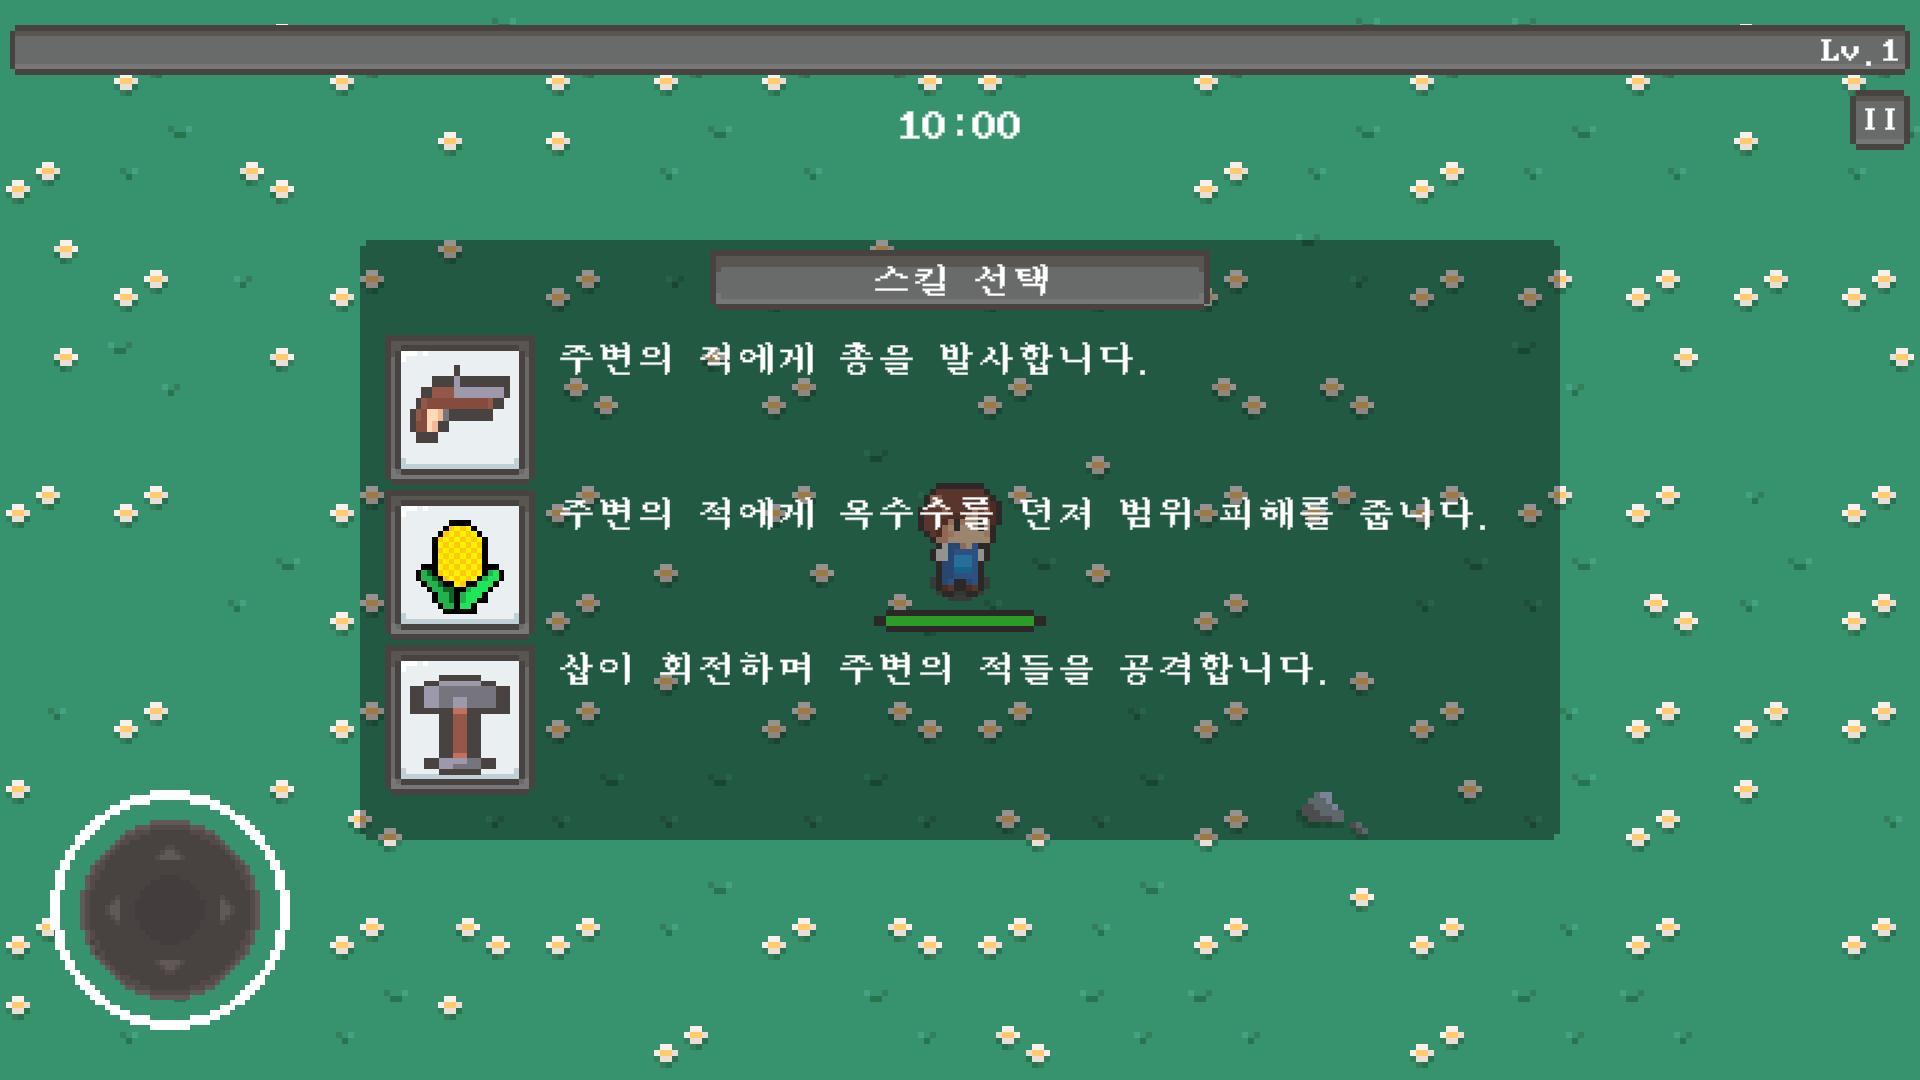 Lv.1
10:00
II
스킬 선택
주변의 적에게 총을 발사합니다.
주변의 적에게 옥수수를 던져 범위 피해를 줍니다.
삽이 회전하며 주변의 적들을 공격합니다.